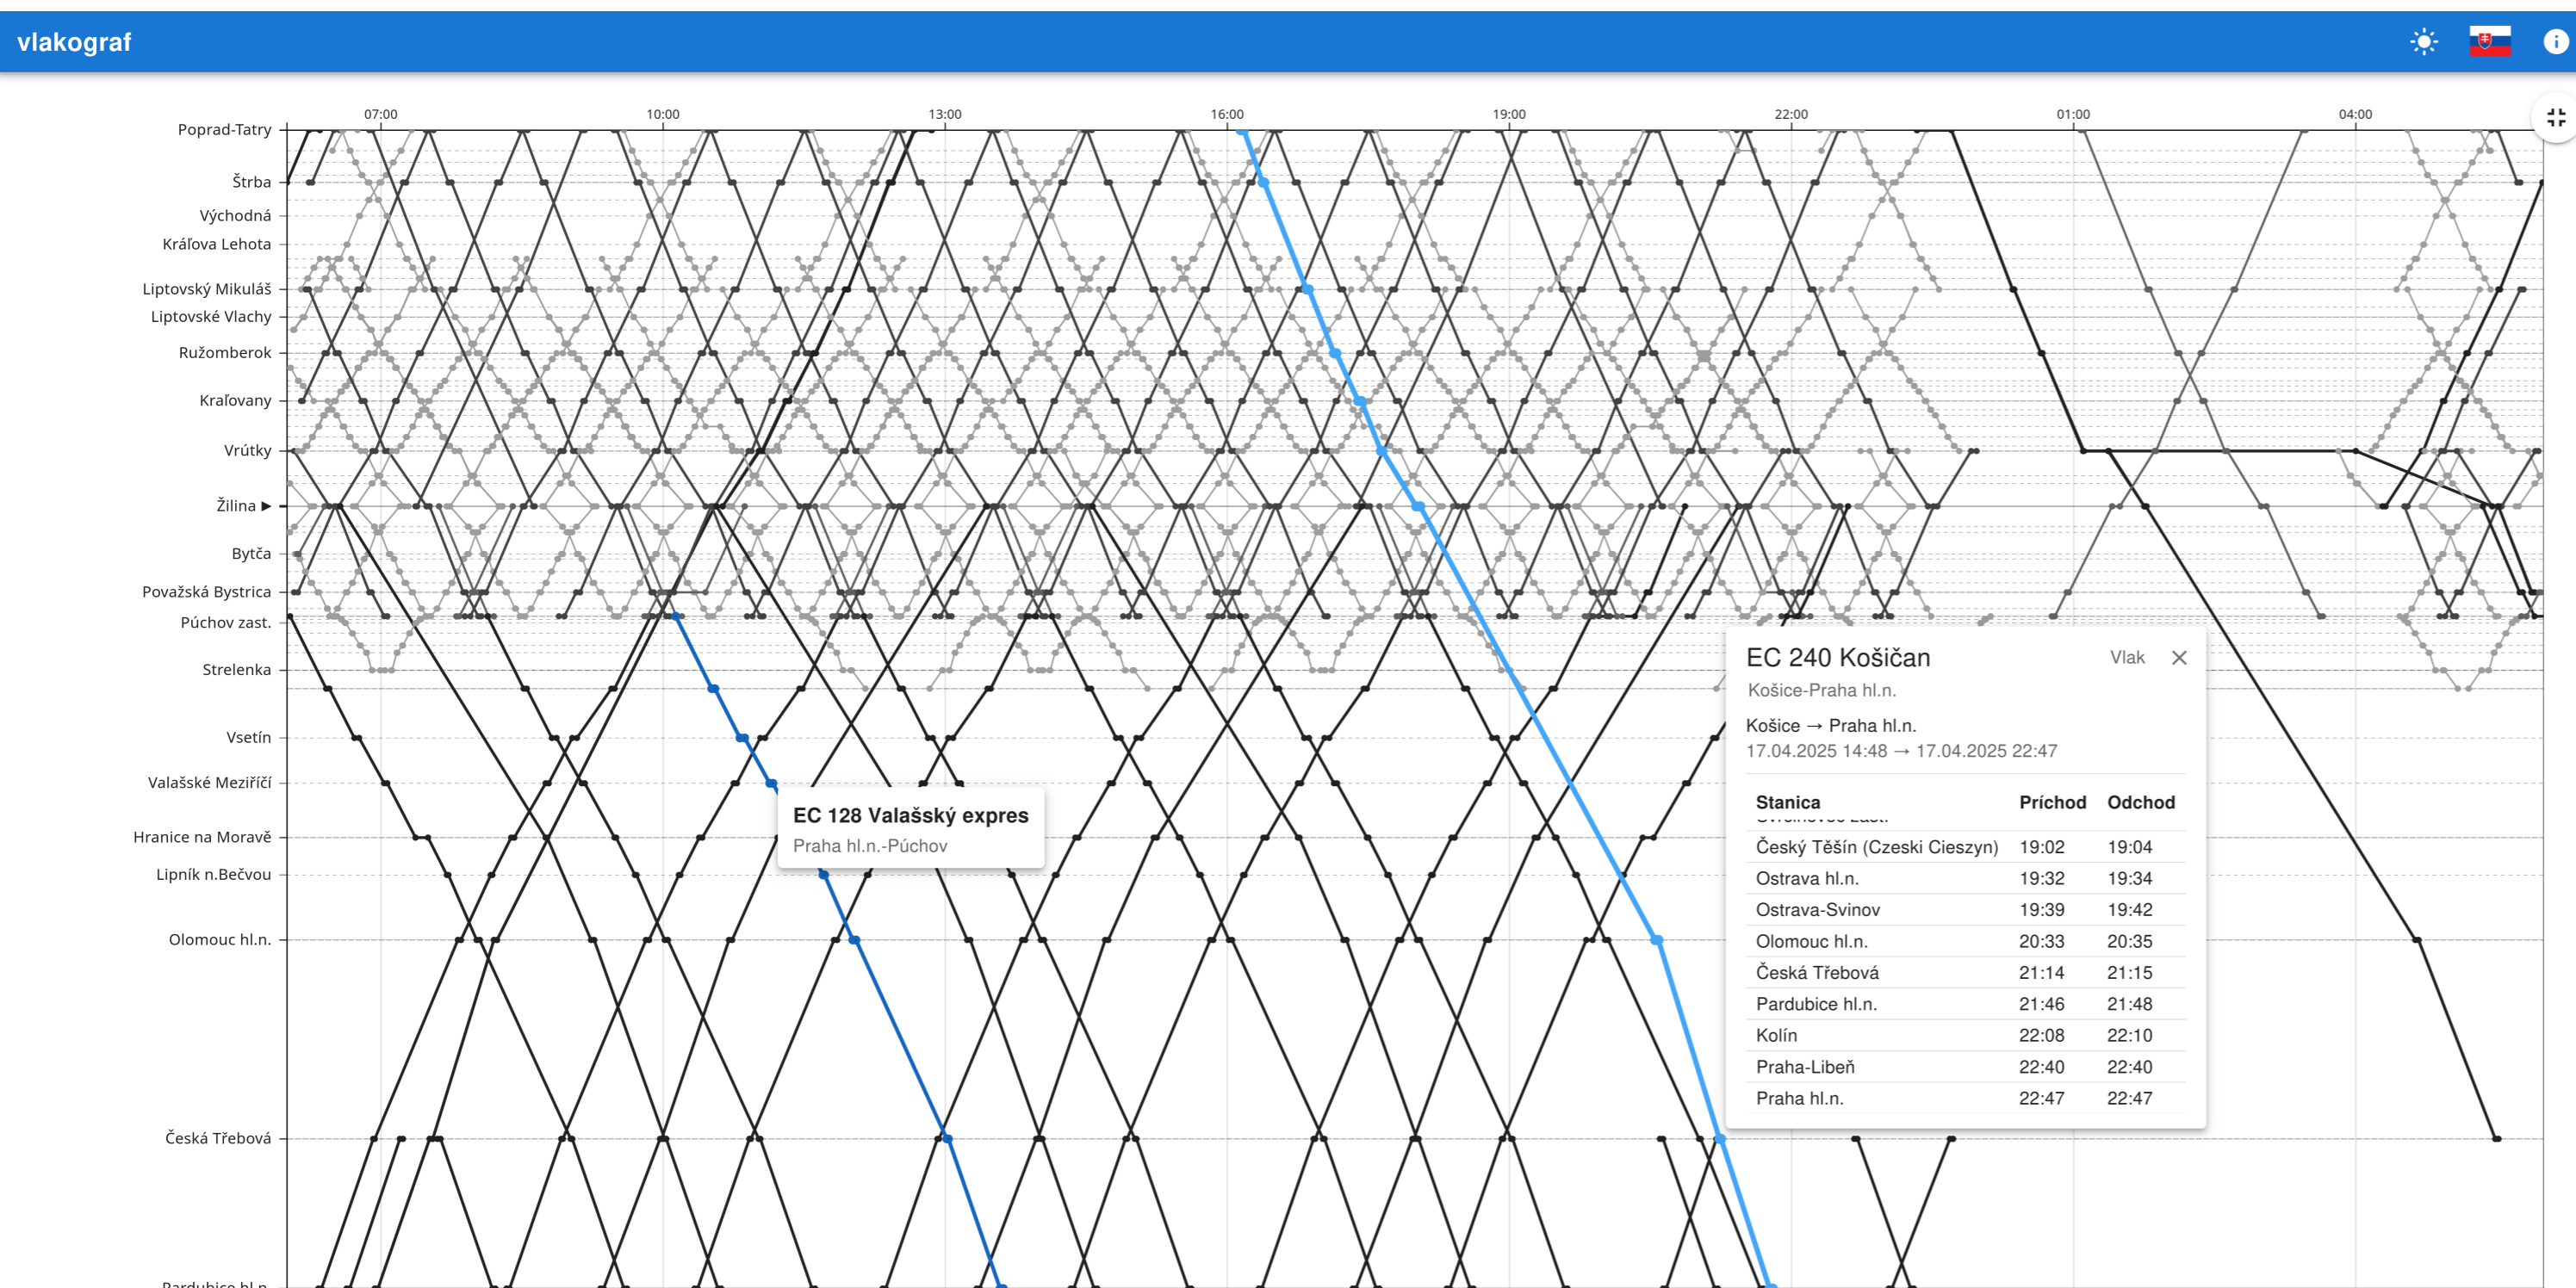 vlakograf
07:00 10:00 13:00 16:00 19:00 22:00 01:00 04:00
Poprad-Tatry
Štrba
Východná
Kráľova Lehota
Liptovský Mikuláš
Liptovské Vlachy
Ružomberok
Kraľovany
Vrútky
Žilina ▶
Bytča
Považská Bystrica
Púchov zast.
Strelenka
Vsetín
Valašské Meziříčí
Hranice na Moravě
Lipník n.Bečvou
Olomouc hl.n.
Česká Třebová
Pardubice hl.n.
EC 128 Valašský expres
Praha hl.n.-Púchov
EC 240 Košičan Vlak
Košice-Praha hl.n.
Košice → Praha hl.n.
17.04.2025 14:48 → 17.04.2025 22:47
Stanica Príchod Odchod
Český Těšín (Czeski Cieszyn) 19:02 19:04
Ostrava hl.n. 19:32 19:34
Ostrava-Svinov 19:39 19:42
Olomouc hl.n. 20:33 20:35
Česká Třebová 21:14 21:15
Pardubice hl.n. 21:46 21:48
Kolín 22:08 22:10
Praha-Libeň 22:40 22:40
Praha hl.n. 22:47 22:47